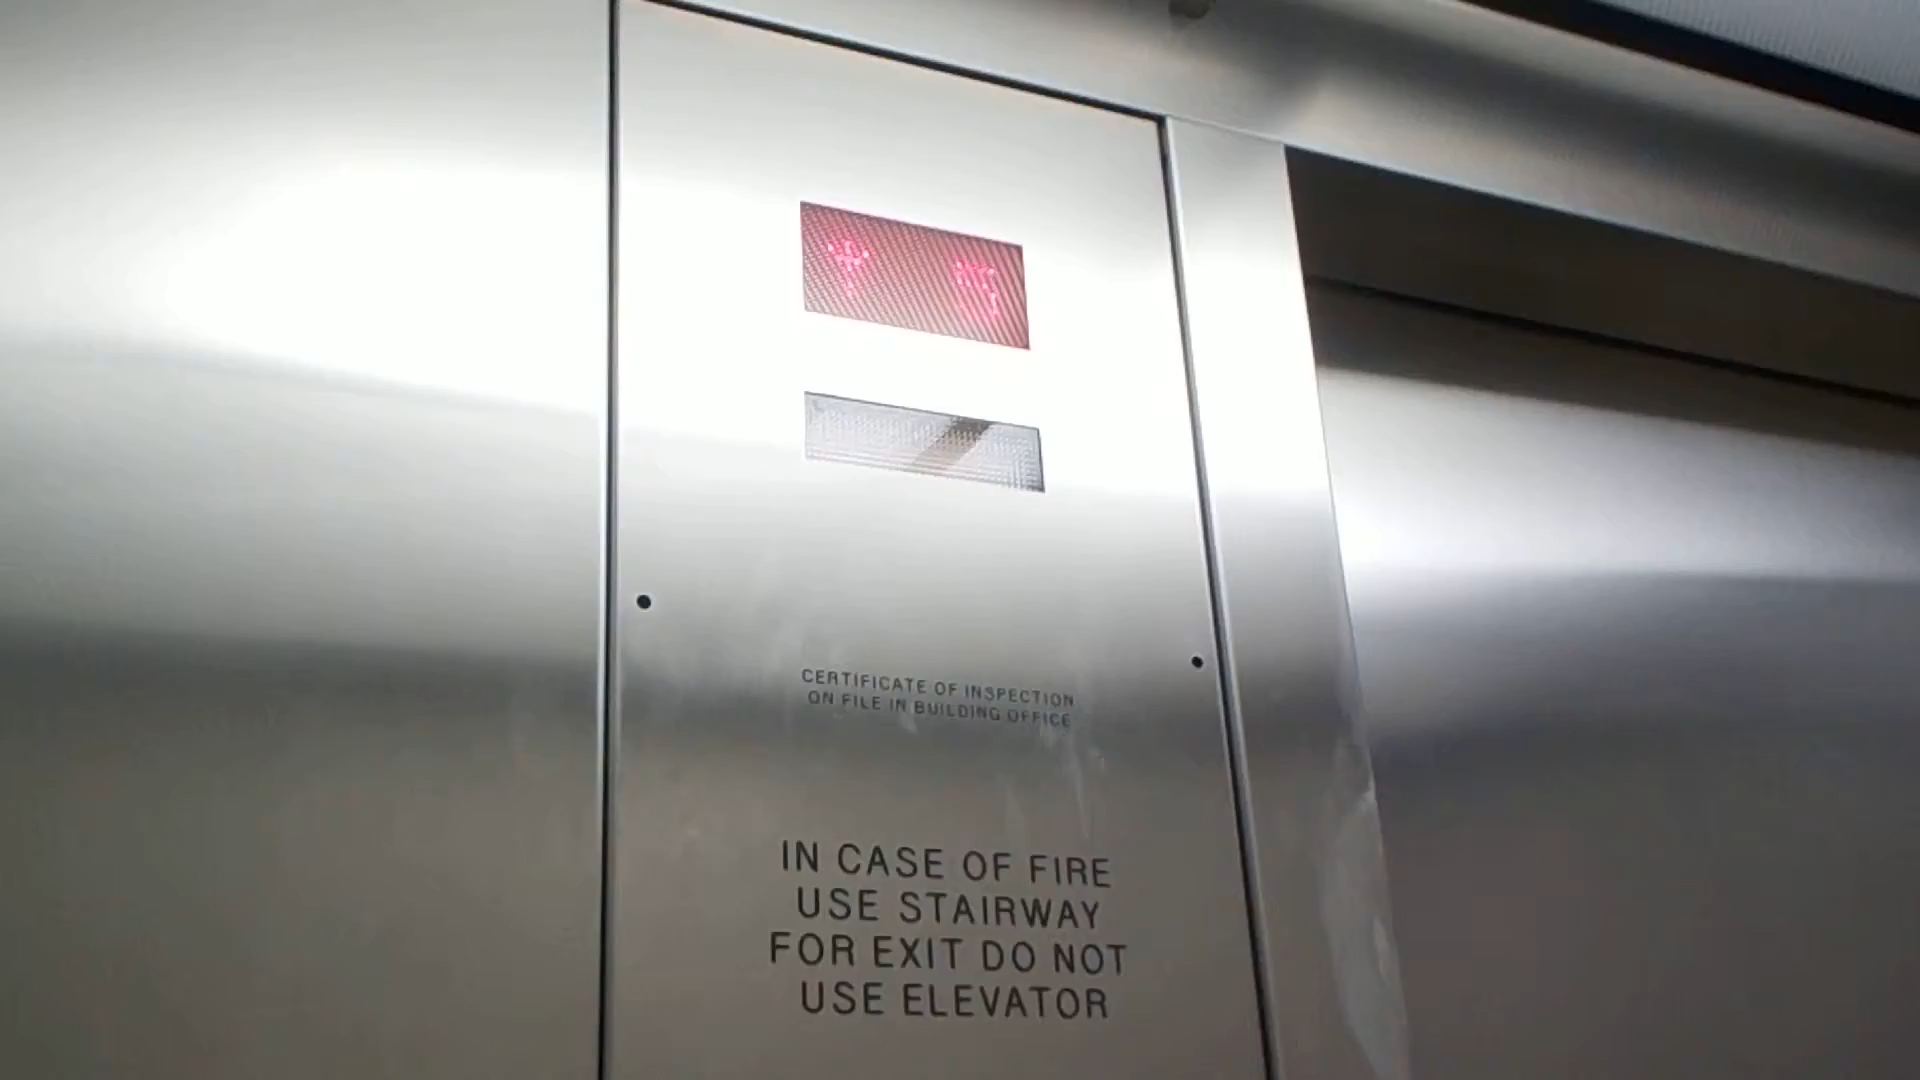 CERTIFICATE OF INSPECTION
ON FILE IN BUILDING OFFICE
IN CASE OF FIRE
USE STAIRWAY
FOR EXIT DO NOT
USE ELEVATOR